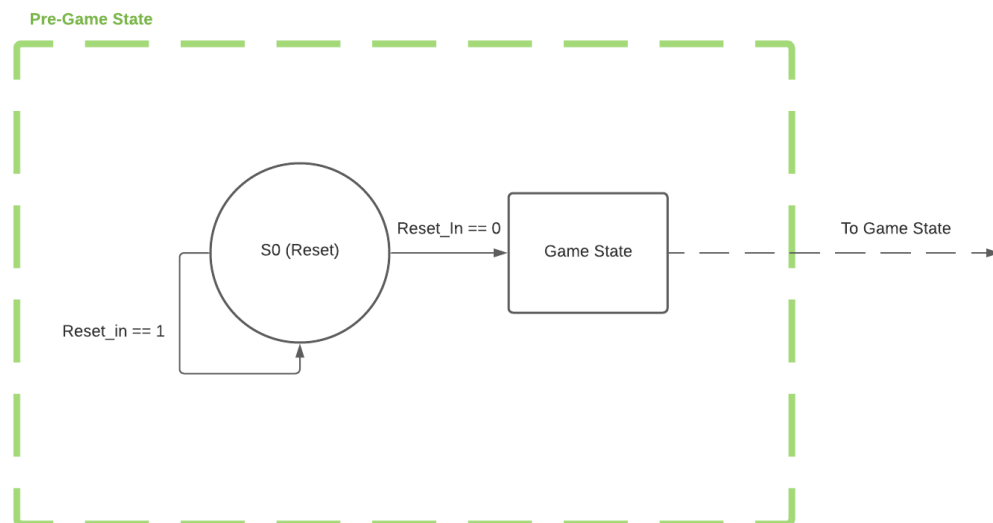 Pre-Game State
Reset_In == 0
To Game State
S0 (Reset)
Game State
Reset_in == 1